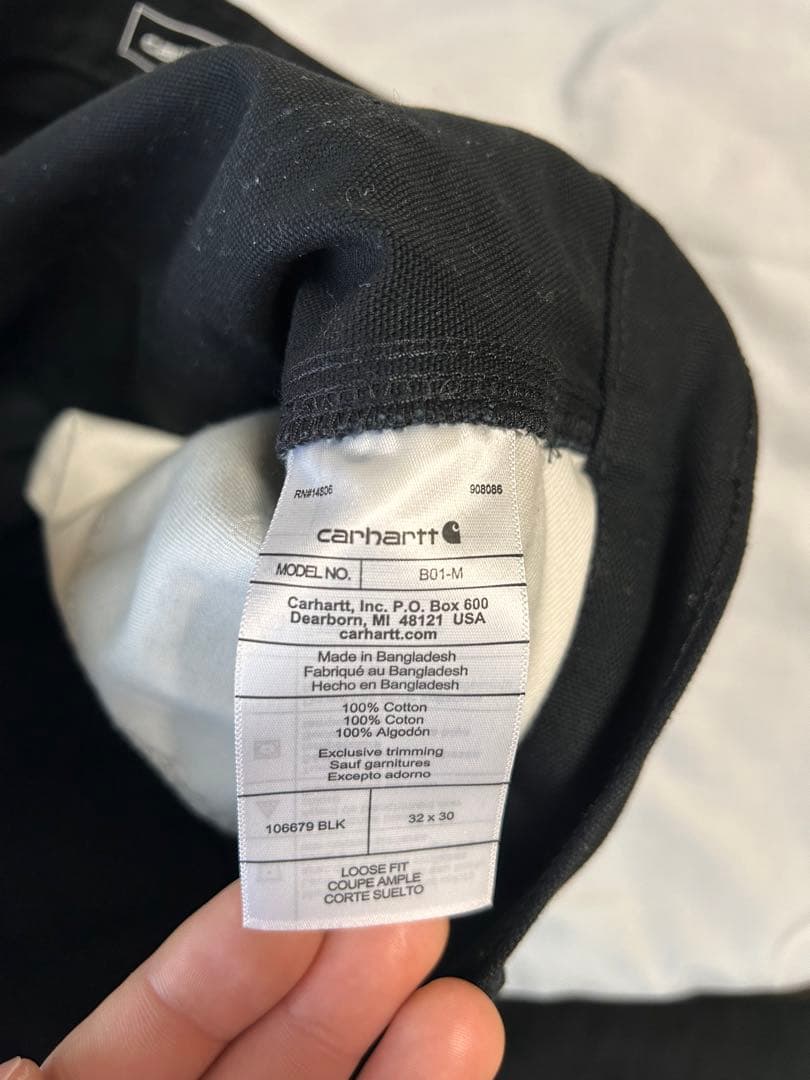 RN#14806 908086
carhartt
MODEL NO. B01-M
Carhartt, Inc. P.O. Box 600
Dearborn, MI 48121 USA
carhartt.com
Made in Bangladesh
Fabriqué au Bangladesh
Hecho en Bangladesh
100% Cotton
100% Coton
100% Algodón
Exclusive trimming
Sauf garnitures
Excepto adorno
106679 BLK 32 x 30
LOOSE FIT
COUPE AMPLE
CORTE SUELTO